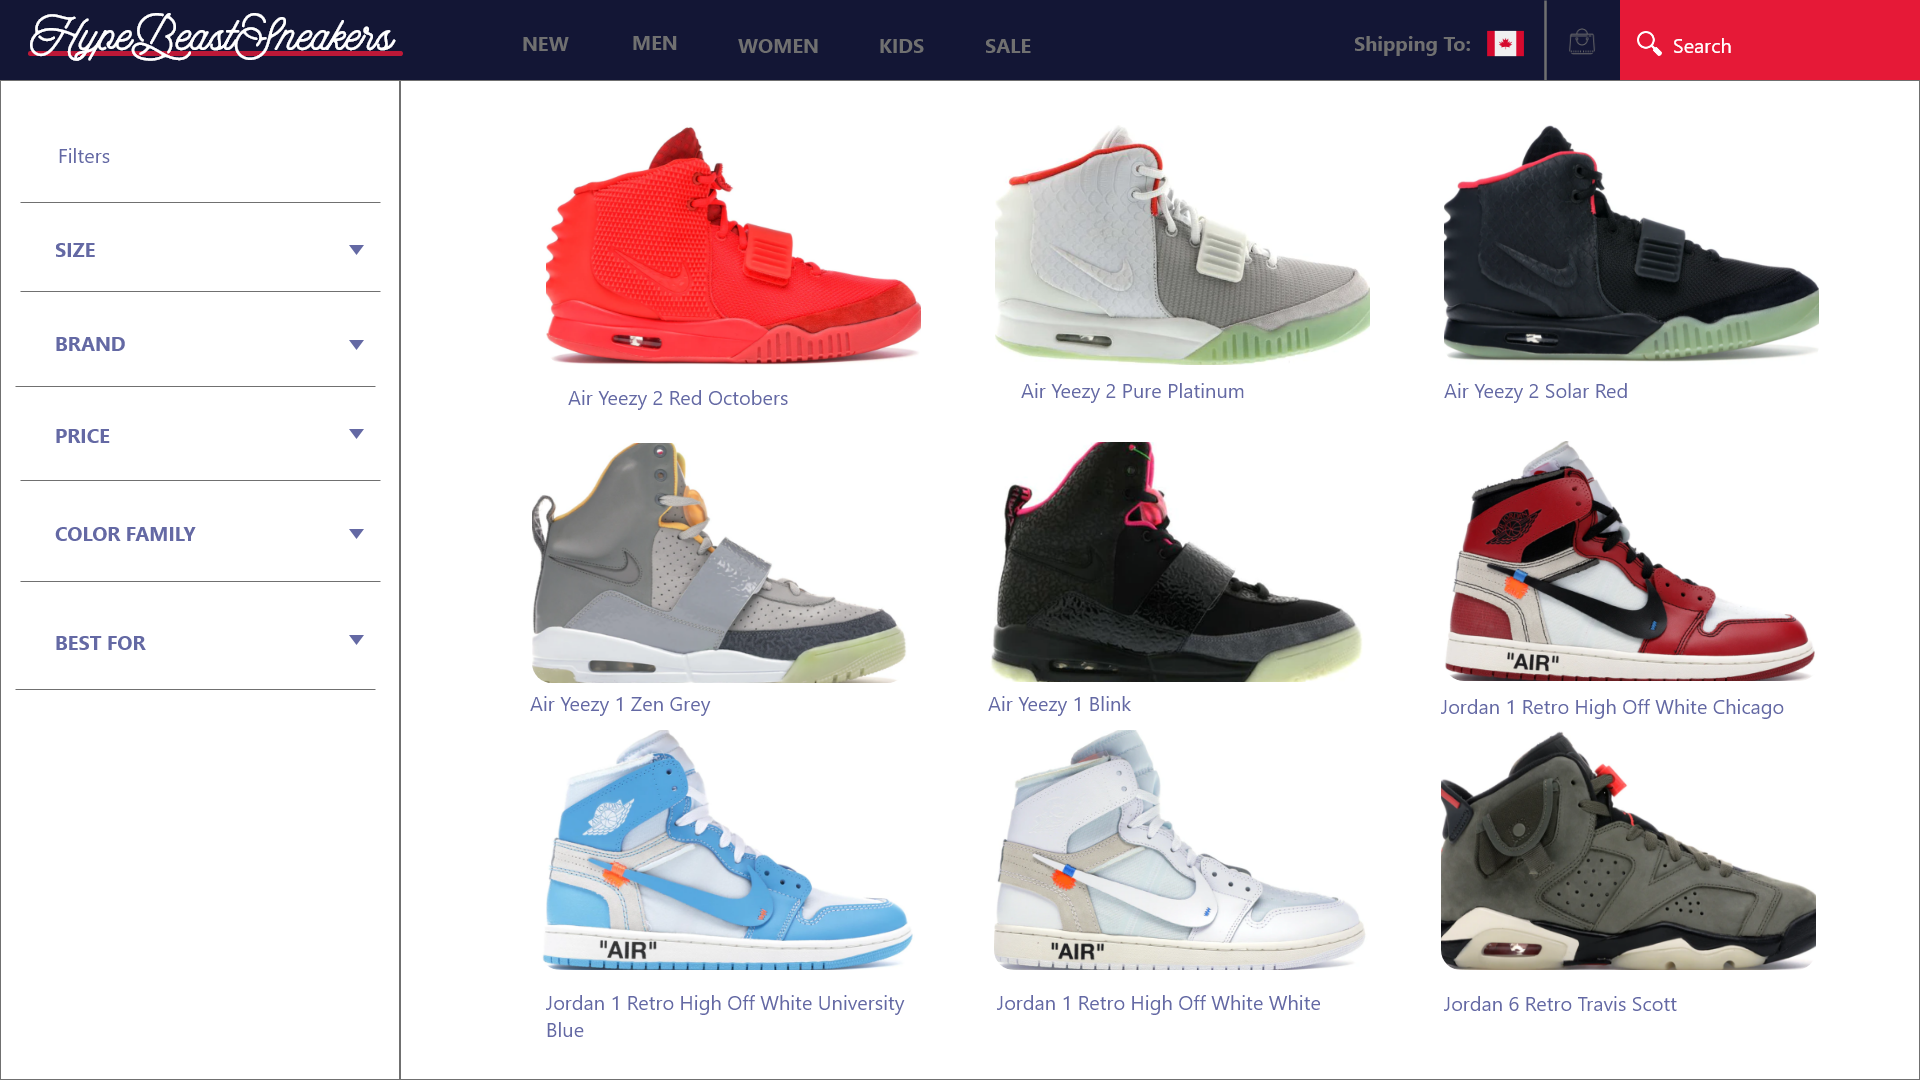 HypeBeastSneakers
NEW
MEN
WOMEN
KIDS
SALE
Shipping To:
Search
Filters
SIZE
BRAND
PRICE
COLOR FAMILY
BEST FOR
Air Yeezy 2 Red Octobers
Air Yeezy 2 Pure Platinum
Air Yeezy 2 Solar Red
Air Yeezy 1 Zen Grey
Air Yeezy 1 Blink
"AIR"
Jordan 1 Retro High Off White Chicago
"AIR"
Jordan 1 Retro High Off White University
Blue
"AIR"
Jordan 1 Retro High Off White White
Jordan 6 Retro Travis Scott